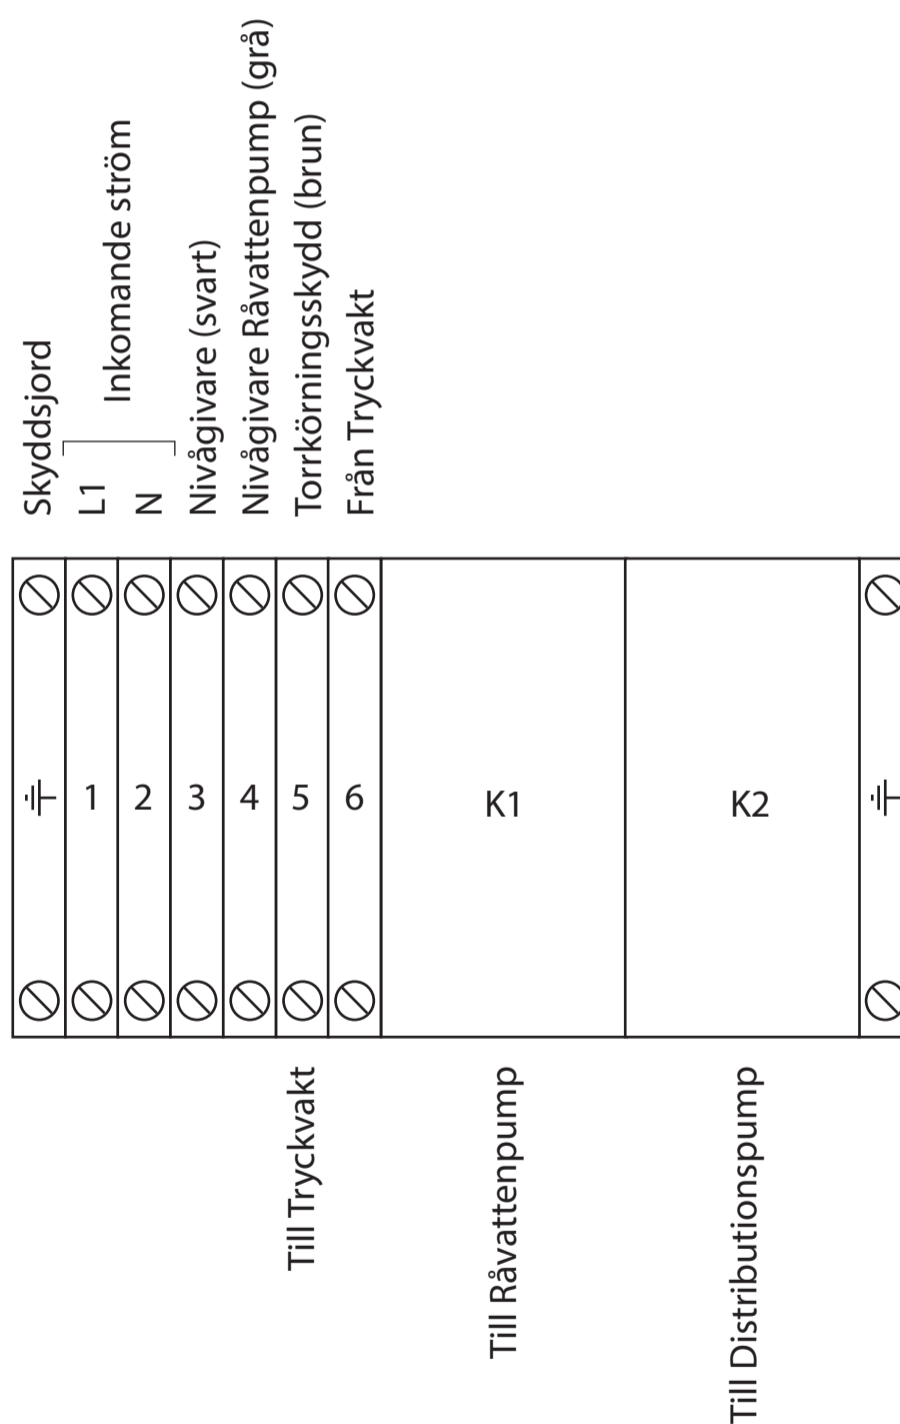 Skyddsjord
L1
N
Inkomande ström
Nivågivare (svart)
Nivågivare Råvattenpump (grå)
Torrkörningsskydd (brun)
Från Tryckvakt
1
2
3
4
5
6
K1
K2
Till Tryckvakt
Till Råvattenpump
Till Distributionspump